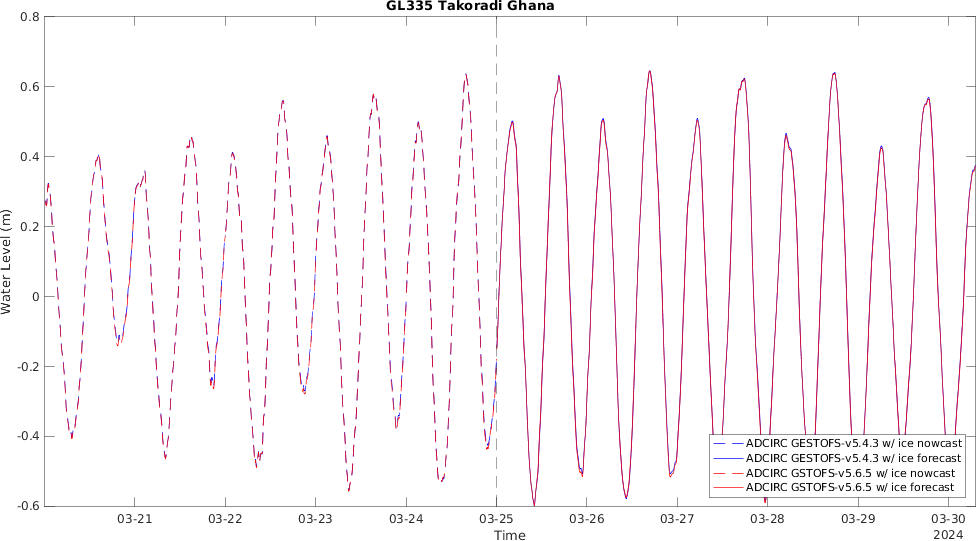 GL335 Takoradi Ghana
Water Level (m)
0.8
0.6
0.4
0.2
0
-0.2
-0.4
-0.6
ADCIRC GESTOFS-v5.4.3 w/ ice nowcast
ADCIRC GESTOFS-v5.4.3 w/ ice forecast
ADCIRC GSTOFS-v5.6.5 w/ ice nowcast
ADCIRC GSTOFS-v5.6.5 w/ ice forecast
03-21 03-22 03-23 03-24 03-25 03-26 03-27 03-28 03-29 03-30
Time 2024